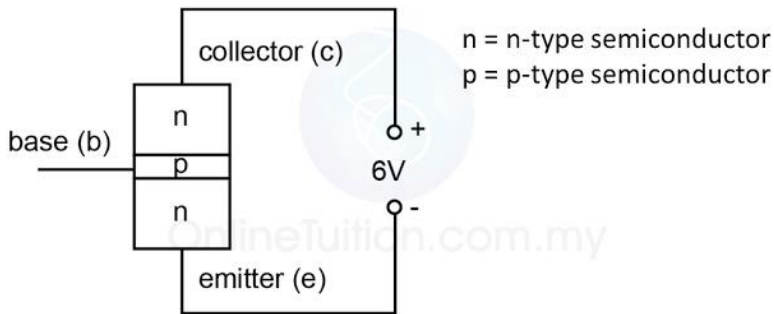 collector (c)
n = n-type semiconductor
p = p-type semiconductor
n
base (b)
p
+
6V
n
-
OnlineTuition.com.my
emitter (e)